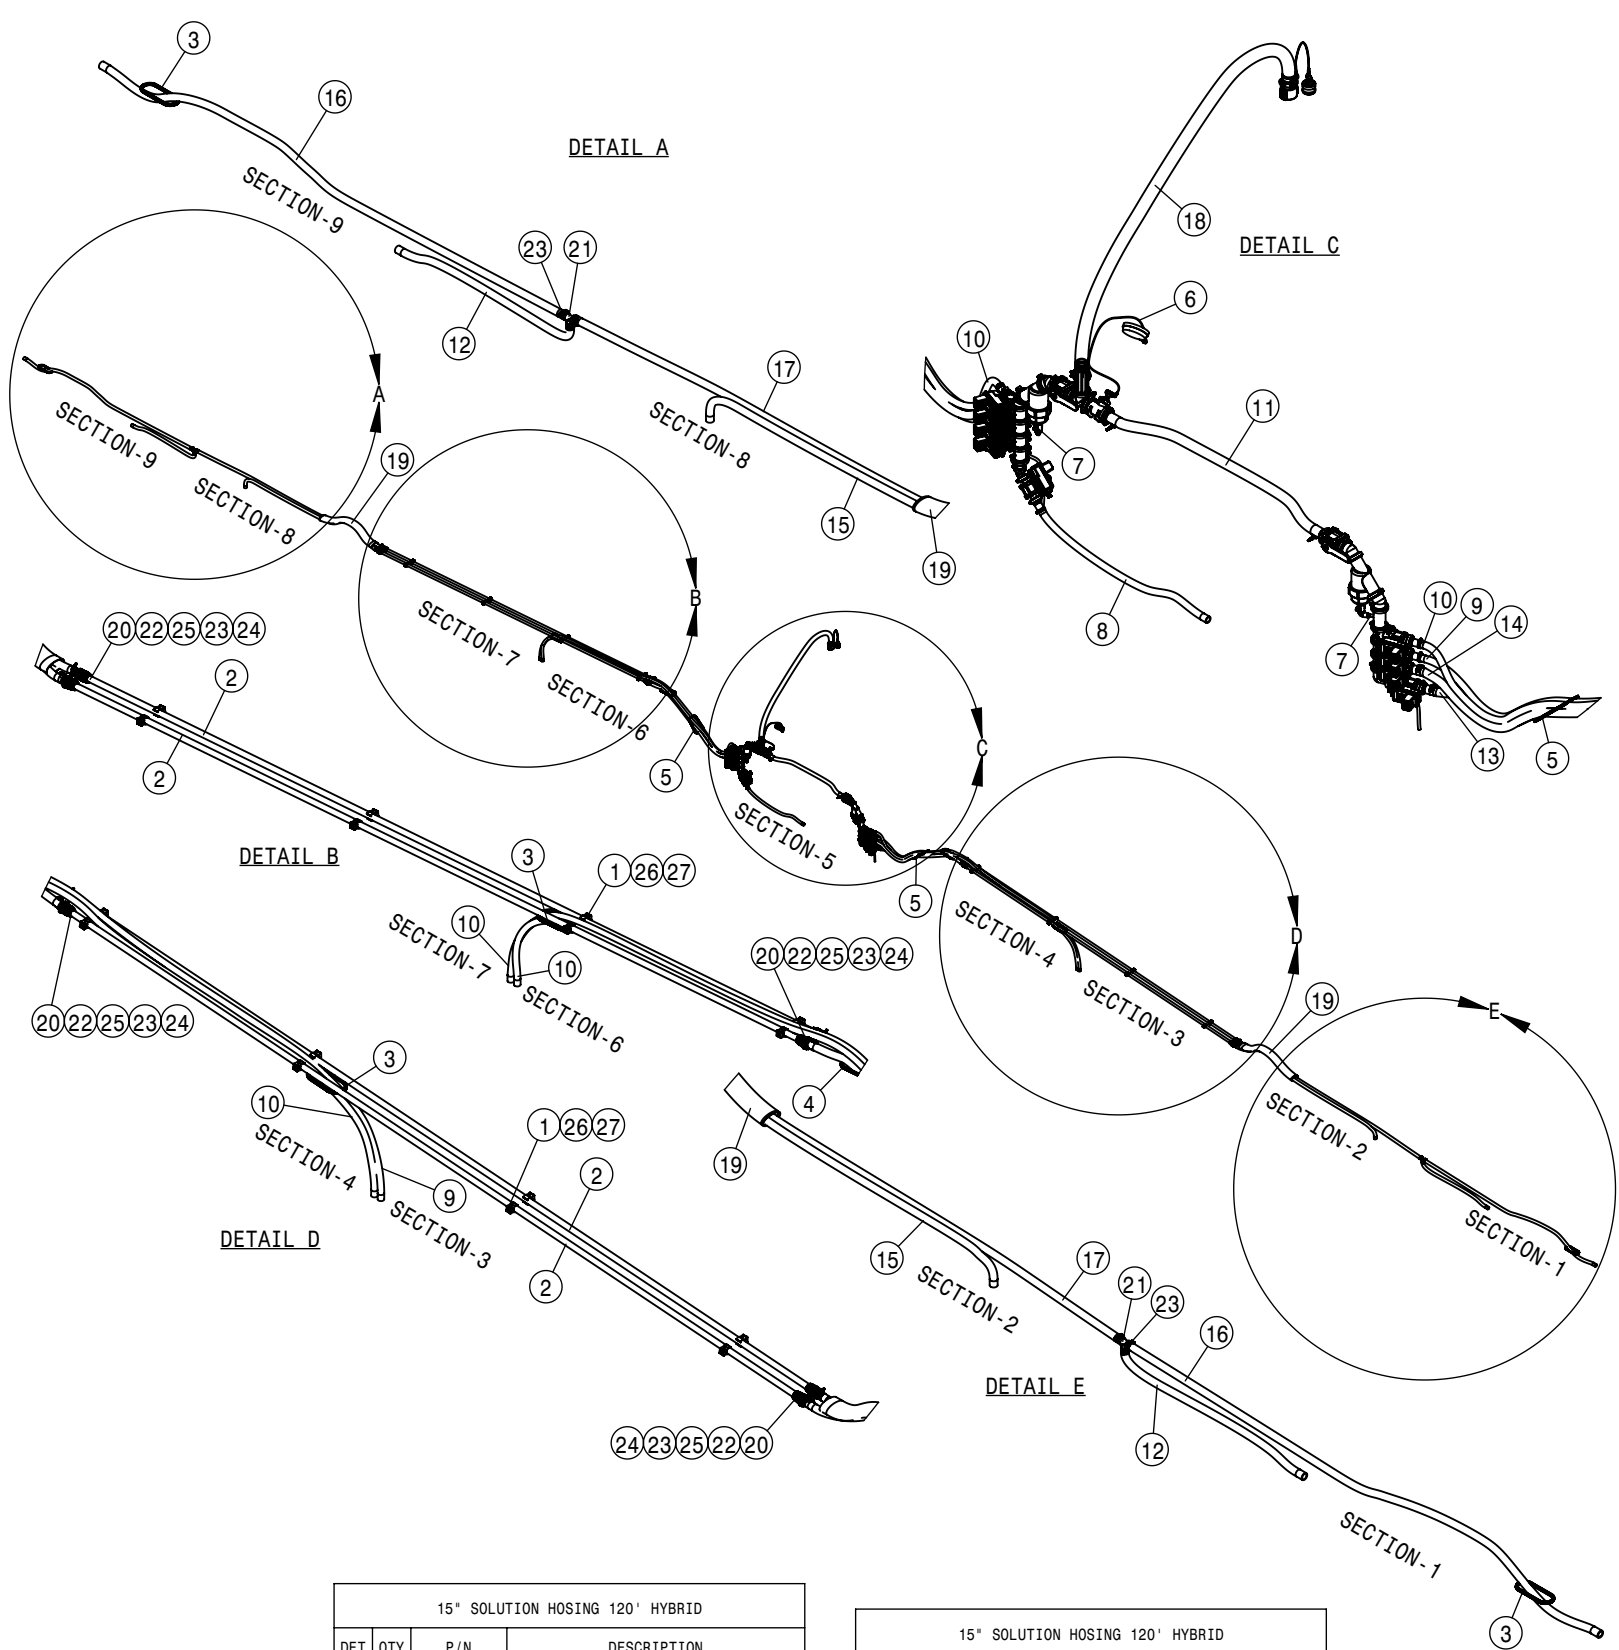 3
16
DETAIL A
SECTION-9
23 21
12
17
SECTION-8
15
19
18
DETAIL C
6
10
11
7
8
10 9 14
7
13 5
A
SECTION-9
SECTION-8
19
B
SECTION-7
SECTION-6
5
C
SECTION-5
5
SECTION-4
SECTION-3
D
19
E
SECTION-2
SECTION-1
20 22 25 23 24
2
2
DETAIL B
3
1 26 27
SECTION-7
10
10
SECTION-6
20 22 25 23 24
4
20 22 25 23 24
3
10
SECTION-4
9
SECTION-3
1 26 27
2
2
DETAIL D
24 23 25 22 20
19
15
SECTION-2
17
21 23
16
DETAIL E
12
SECTION-1
3
15" SOLUTION HOSING 120' HYBRID
DET QTY P/N DESCRIPTION
15" SOLUTION HOSING 120' HYBRID